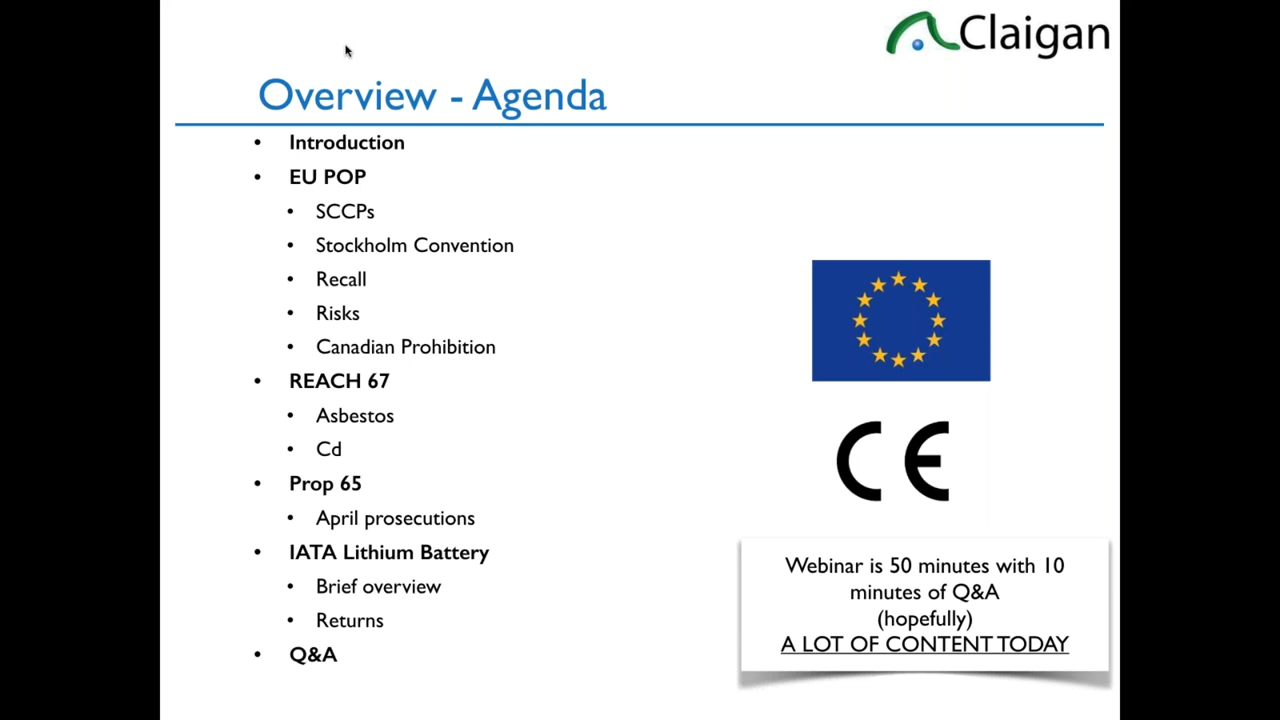 Claigan
Overview - Agenda
• Introduction
• EU POP
• SCCPs
• Stockholm Convention
• Recall
• Risks
• Canadian Prohibition
• REACH 67
• Asbestos
• Cd
• Prop 65
• April prosecutions
• IATA Lithium Battery
• Brief overview
• Returns
• Q&A
CE
Webinar is 50 minutes with 10
minutes of Q&A
(hopefully)
A LOT OF CONTENT TODAY